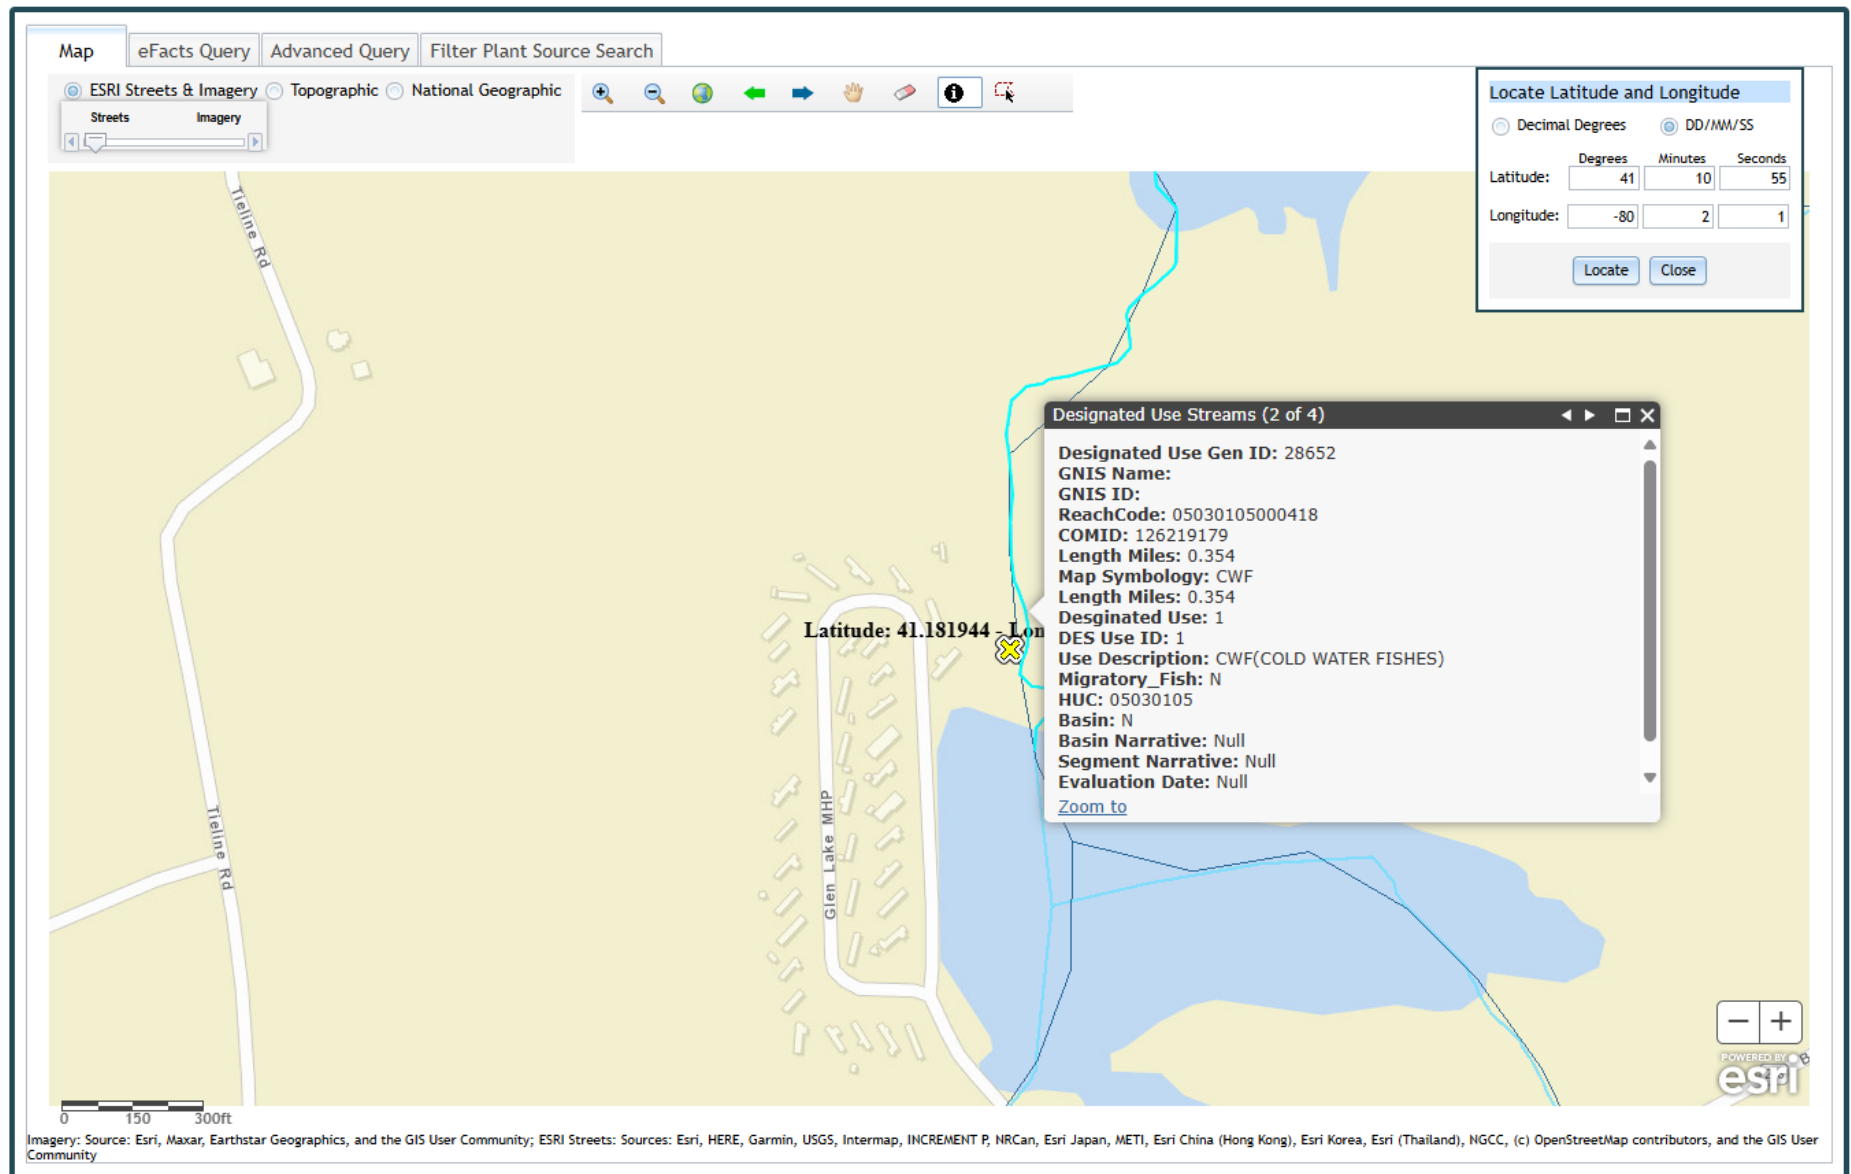 Map eFacts Query Advanced Query Filter Plant Source Search
ESRI Streets & Imagery Topographic National Geographic
Streets Imagery
Locate Latitude and Longitude
Decimal Degrees DD/MM/SS
Degrees Minutes Seconds
Latitude: 41 10 55
Longitude: -80 2 1
Locate Close
Tieline Rd
Designated Use Streams (2 of 4)
Designated Use Gen ID: 28652
GNIS Name:
GNIS ID:
ReachCode: 05030105000418
COMID: 126219179
Length Miles: 0.354
Map Symbology: CWF
Length Miles: 0.354
Desginated Use: 1
DES Use ID: 1
Use Description: CWF(COLD WATER FISHES)
Migratory_Fish: N
HUC: 05030105
Basin: N
Basin Narrative: Null
Segment Narrative: Null
Evaluation Date: Null
Zoom to
Latitude: 41.181944 - Lon
Glen Lake MHP
Tieline Rd
POWERED BY
esri
0 150 300ft
Imagery: Source: Esri, Maxar, Earthstar Geographics, and the GIS User Community; ESRI Streets: Sources: Esri, HERE, Garmin, USGS, Intermap, INCREMENT P, NRCan, Esri Japan, METI, Esri China (Hong Kong), Esri Korea, Esri (Thailand), NGCC, (c) OpenStreetMap contributors, and the GIS User
Community